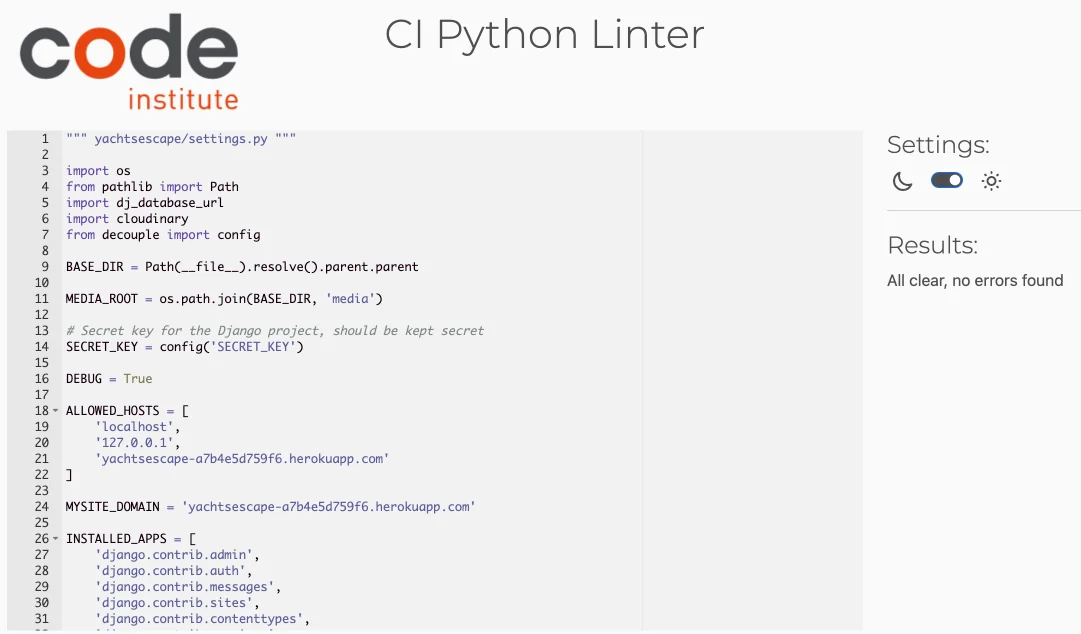 code
institute
CI Python Linter
1 """ yachtsescape/settings.py """
2
3 import os
4 from pathlib import Path
5 import dj_database_url
6 import cloudinary
7 from decouple import config
8
9 BASE_DIR = Path(__file__).resolve().parent.parent
10
11 MEDIA_ROOT = os.path.join(BASE_DIR, 'media')
12
13 # Secret key for the Django project, should be kept secret
14 SECRET_KEY = config('SECRET_KEY')
15
16 DEBUG = True
17
18 ALLOWED_HOSTS = [
19     'localhost',
20     '127.0.0.1',
21     'yachtsescape-a7b4e5d759f6.herokuapp.com'
22 ]
23
24 MYSITE_DOMAIN = 'yachtsescape-a7b4e5d759f6.herokuapp.com'
25
26 INSTALLED_APPS = [
27     'django.contrib.admin',
28     'django.contrib.auth',
29     'django.contrib.messages',
30     'django.contrib.sites',
31     'django.contrib.contenttypes',
Settings:
Results:
All clear, no errors found